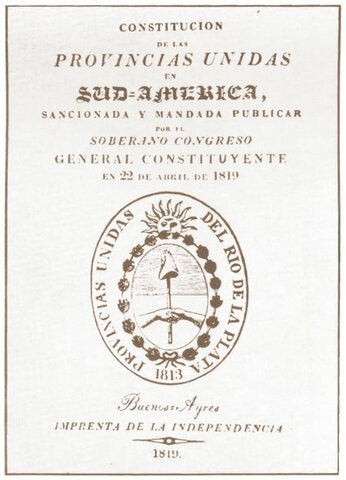 CONSTITUCION
DE LAS
PROVINCIAS UNIDAS
EN
SUD=AMERICA,
SANCIONADA Y MANDADA PUBLICAR
POR EL
SOBERANO CONGRESO
GENERAL CONSTITUYENTE
EN 22 DE ABRIL DE 1819
PROVINCIAS UNIDAS DEL RIO DE LA PLATA
1813
Buenos=Ayres
IMPRENTA DE LA INDEPENDENCIA
1819.